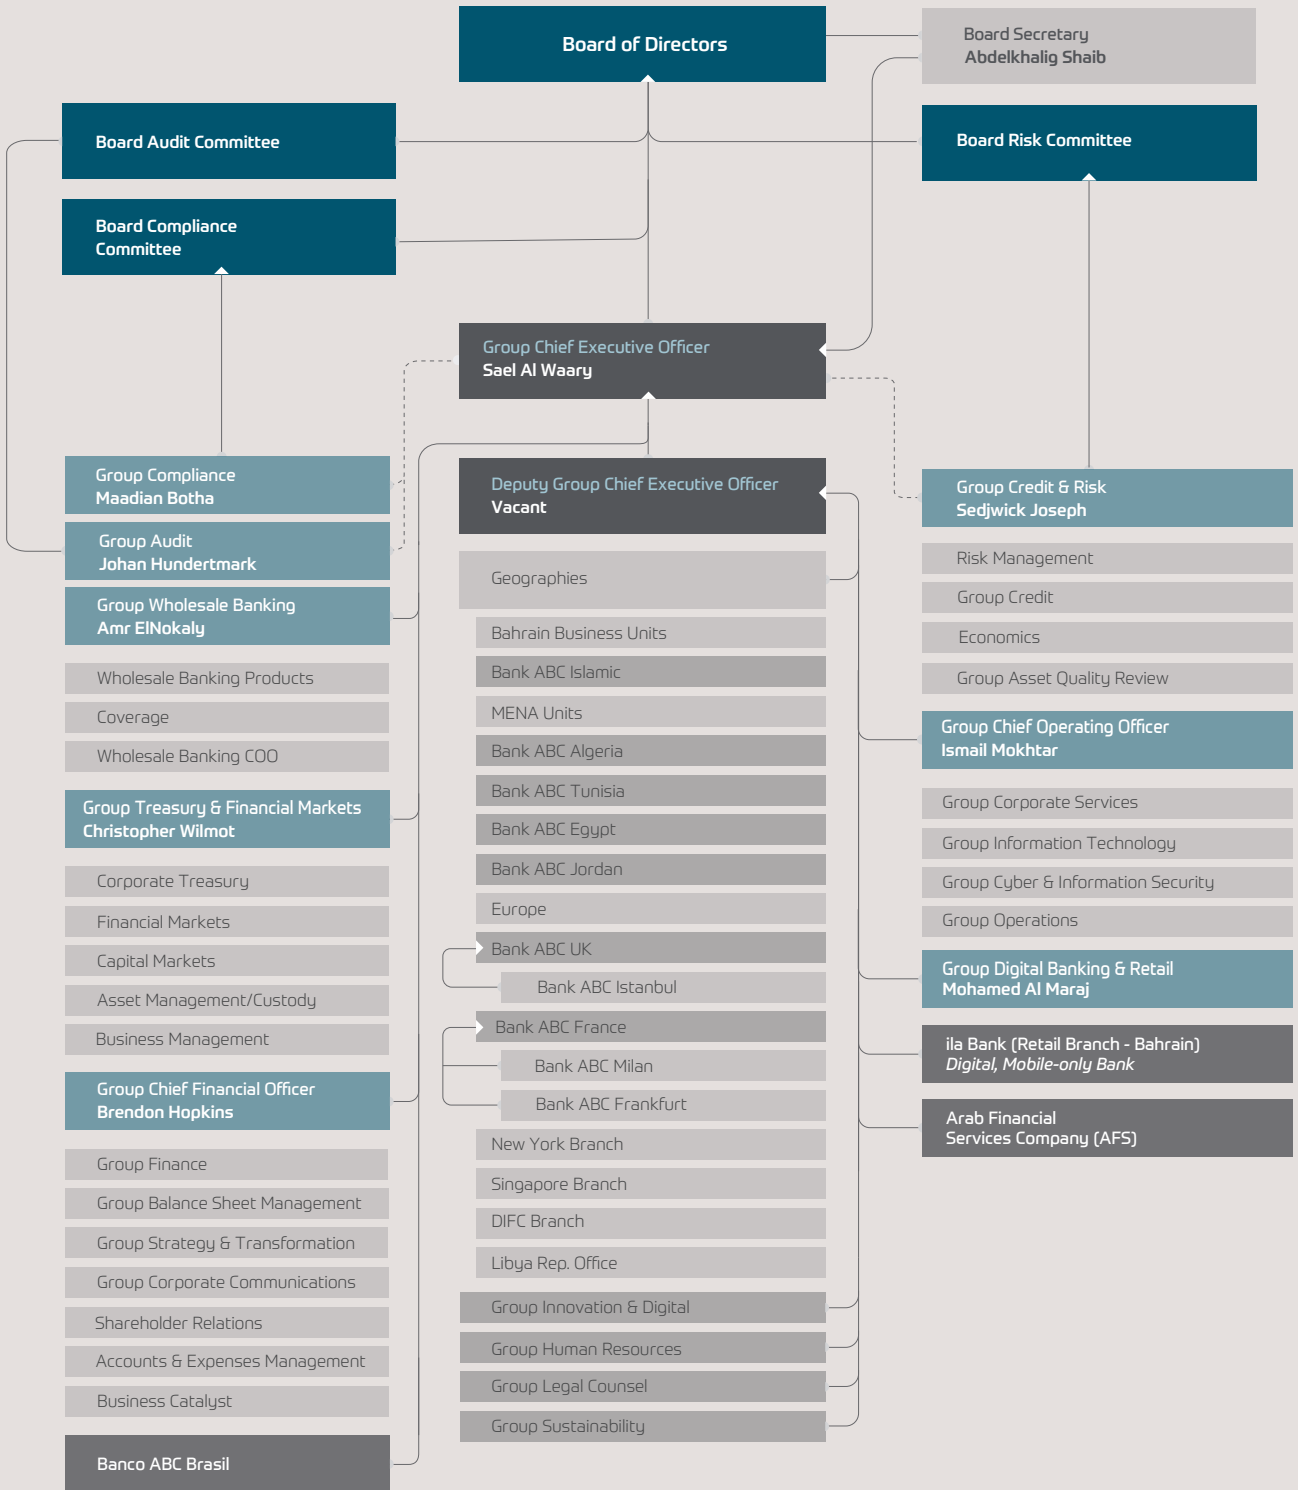 Board of Directors
Board Secretary
Abdelkhalig Shaib
Board Audit Committee
Board Risk Committee
Board Compliance
Committee
Group Chief Executive Officer
Sael Al Waary
Group Compliance
Maadian Botha
Group Audit
Johan Hundertmark
Group Wholesale Banking
Amr ElNokaly
Wholesale Banking Products
Coverage
Wholesale Banking COO
Group Treasury & Financial Markets
Christopher Wilmot
Corporate Treasury
Financial Markets
Capital Markets
Asset Management/Custody
Business Management
Group Chief Financial Officer
Brendon Hopkins
Group Finance
Group Balance Sheet Management
Group Strategy & Transformation
Group Corporate Communications
Shareholder Relations
Accounts & Expenses Management
Business Catalyst
Banco ABC Brasil
Deputy Group Chief Executive Officer
Vacant
Geographies
Bahrain Business Units
Bank ABC Islamic
MENA Units
Bank ABC Algeria
Bank ABC Tunisia
Bank ABC Egypt
Bank ABC Jordan
Europe
Bank ABC UK
Bank ABC Istanbul
Bank ABC France
Bank ABC Milan
Bank ABC Frankfurt
New York Branch
Singapore Branch
DIFC Branch
Libya Rep. Office
Group Innovation & Digital
Group Human Resources
Group Legal Counsel
Group Sustainability
Group Credit & Risk
Sedjwick Joseph
Risk Management
Group Credit
Economics
Group Asset Quality Review
Group Chief Operating Officer
Ismail Mokhtar
Group Corporate Services
Group Information Technology
Group Cyber & Information Security
Group Operations
Group Digital Banking & Retail
Mohamed Al Maraj
ila Bank (Retail Branch - Bahrain)
Digital, Mobile-only Bank
Arab Financial
Services Company (AFS)